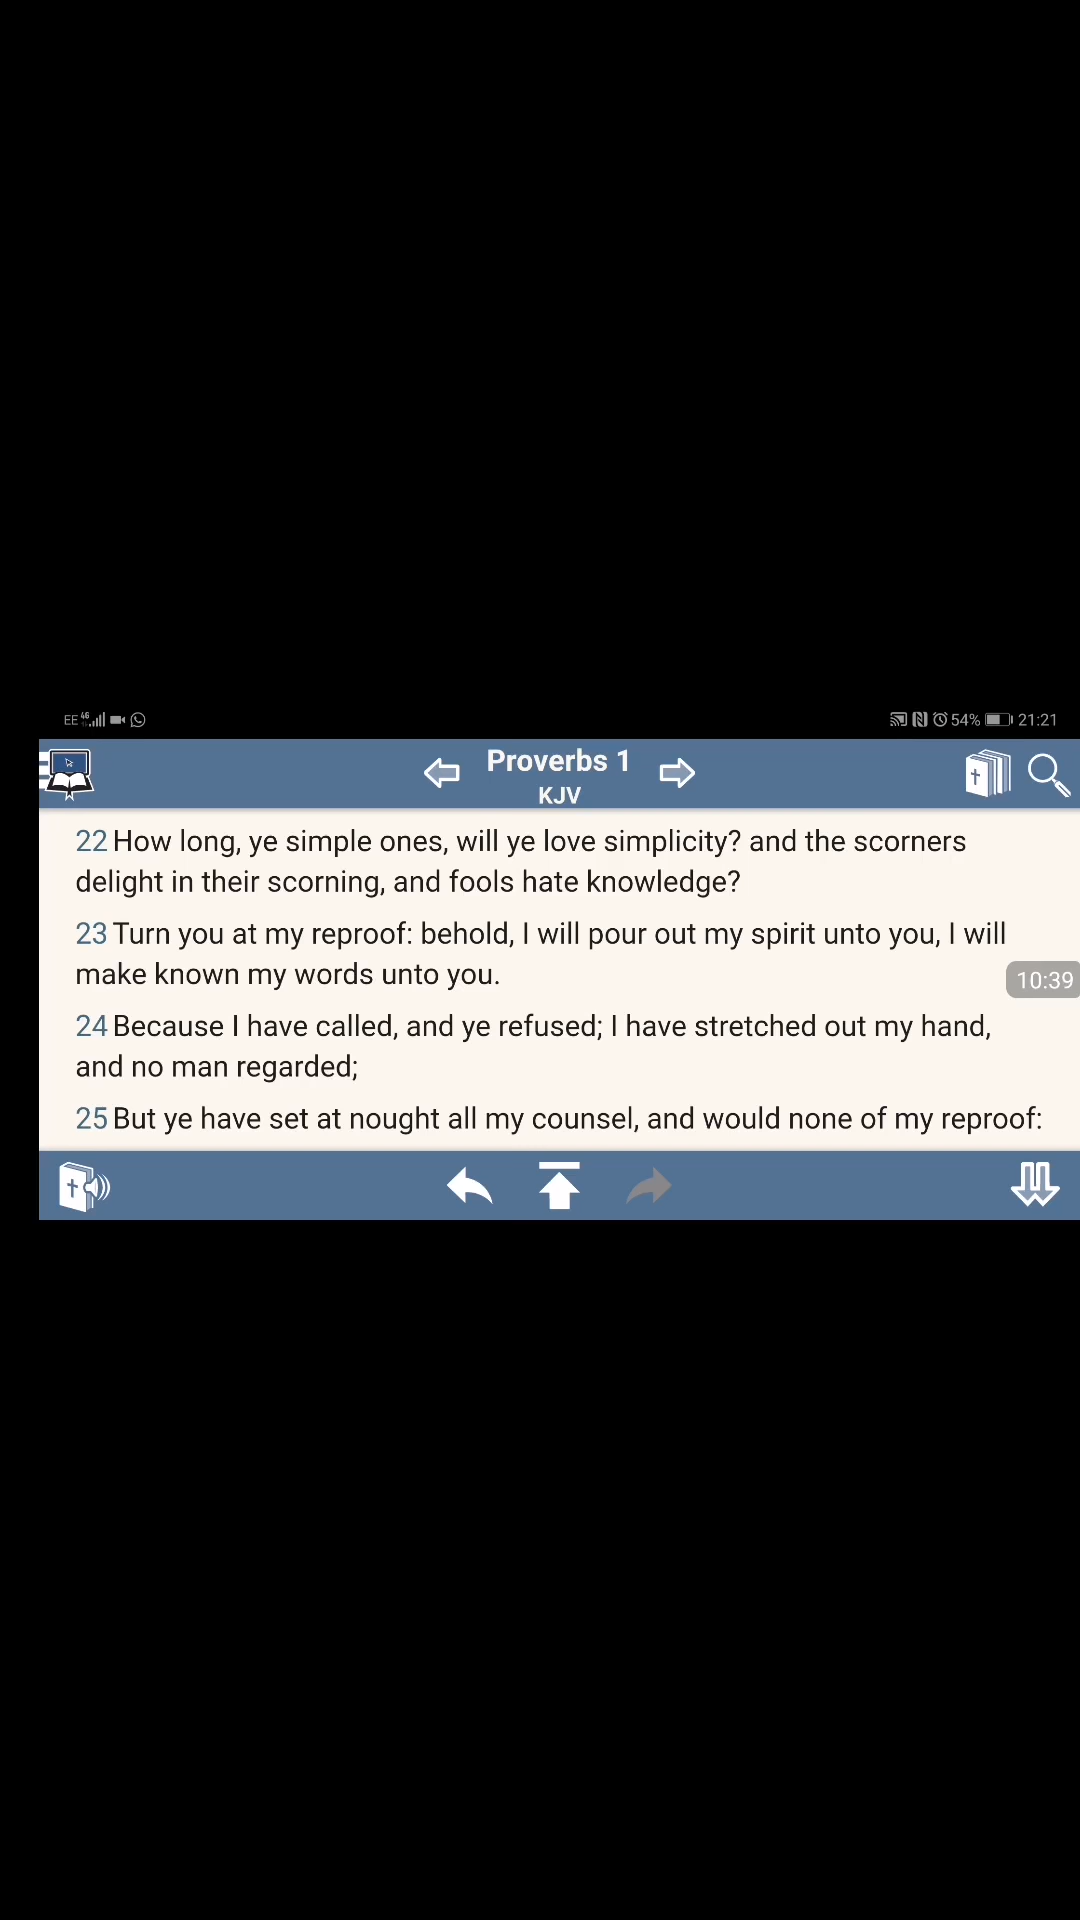 EE 46 54% 21:21
Proverbs 1
KJV
22 How long, ye simple ones, will ye love simplicity? and the scorners
delight in their scorning, and fools hate knowledge?
23 Turn you at my reproof: behold, I will pour out my spirit unto you, I will
make known my words unto you.
10:39
24 Because I have called, and ye refused; I have stretched out my hand,
and no man regarded;
25 But ye have set at nought all my counsel, and would none of my reproof: